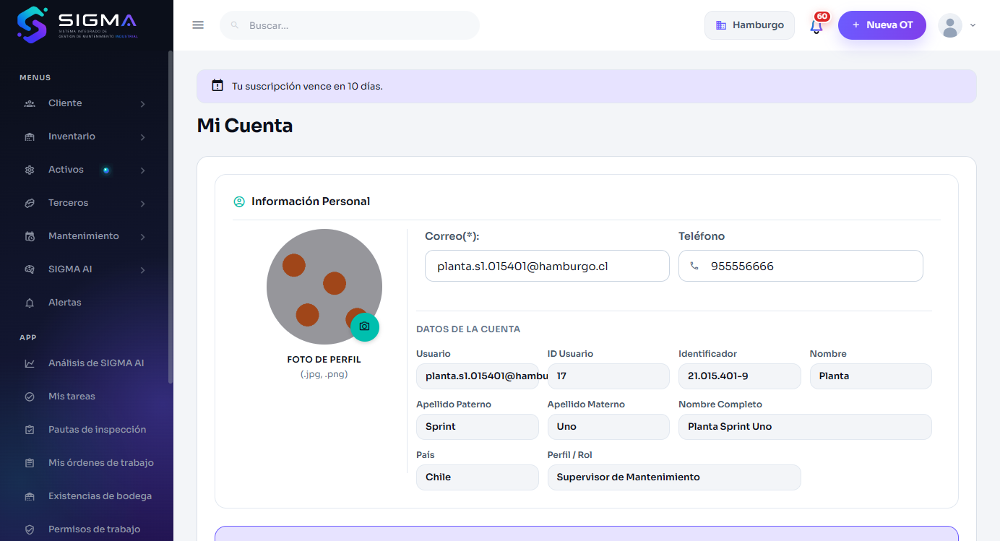 SIGMA
SISTEMA INTEGRADO DE
GESTION DE MANTENIMIENTO INDUSTRIAL
Buscar...
Hamburgo
60
+ Nueva OT
MENUS
Cliente
Inventario
Activos
Terceros
Mantenimiento
SIGMA AI
Alertas
APP
Análisis de SIGMA AI
Mis tareas
Pautas de inspección
Mis órdenes de trabajo
Existencias de bodega
Permisos de trabajo
Tu suscripción vence en 10 días.
Mi Cuenta
Información Personal
FOTO DE PERFIL
(.jpg, .png)
Correo(*):
Teléfono
planta.s1.015401@hamburgo.cl
955556666
DATOS DE LA CUENTA
Usuario
ID Usuario
Identificador
Nombre
planta.s1.015401@hambu
17
21.015.401-9
Planta
Apellido Paterno
Apellido Materno
Nombre Completo
Sprint
Uno
Planta Sprint Uno
País
Perfil / Rol
Chile
Supervisor de Mantenimiento